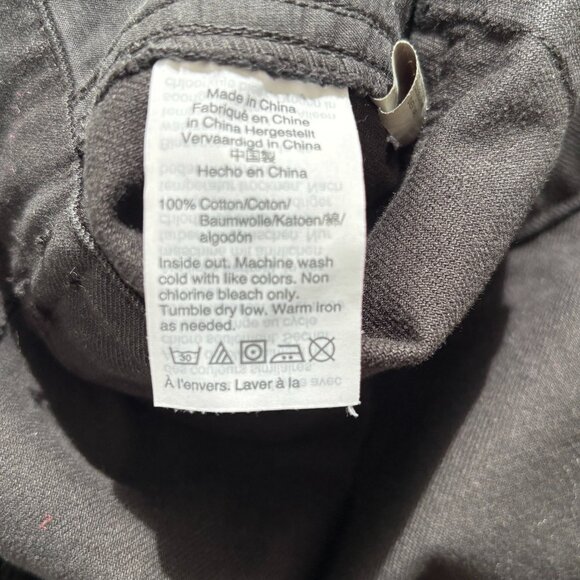 Made in China
Fabriqué en Chine
in China Hergestellt
Vervaardigd in China
中国製
Hecho en China
100% Cotton/Coton/
Baumwolle/Katoen/綿/
algodón
Inside out. Machine wash
cold with like colors. Non
chlorine bleach only.
Tumble dry low. Warm iron
as needed.
30
À l'envers. Laver à la